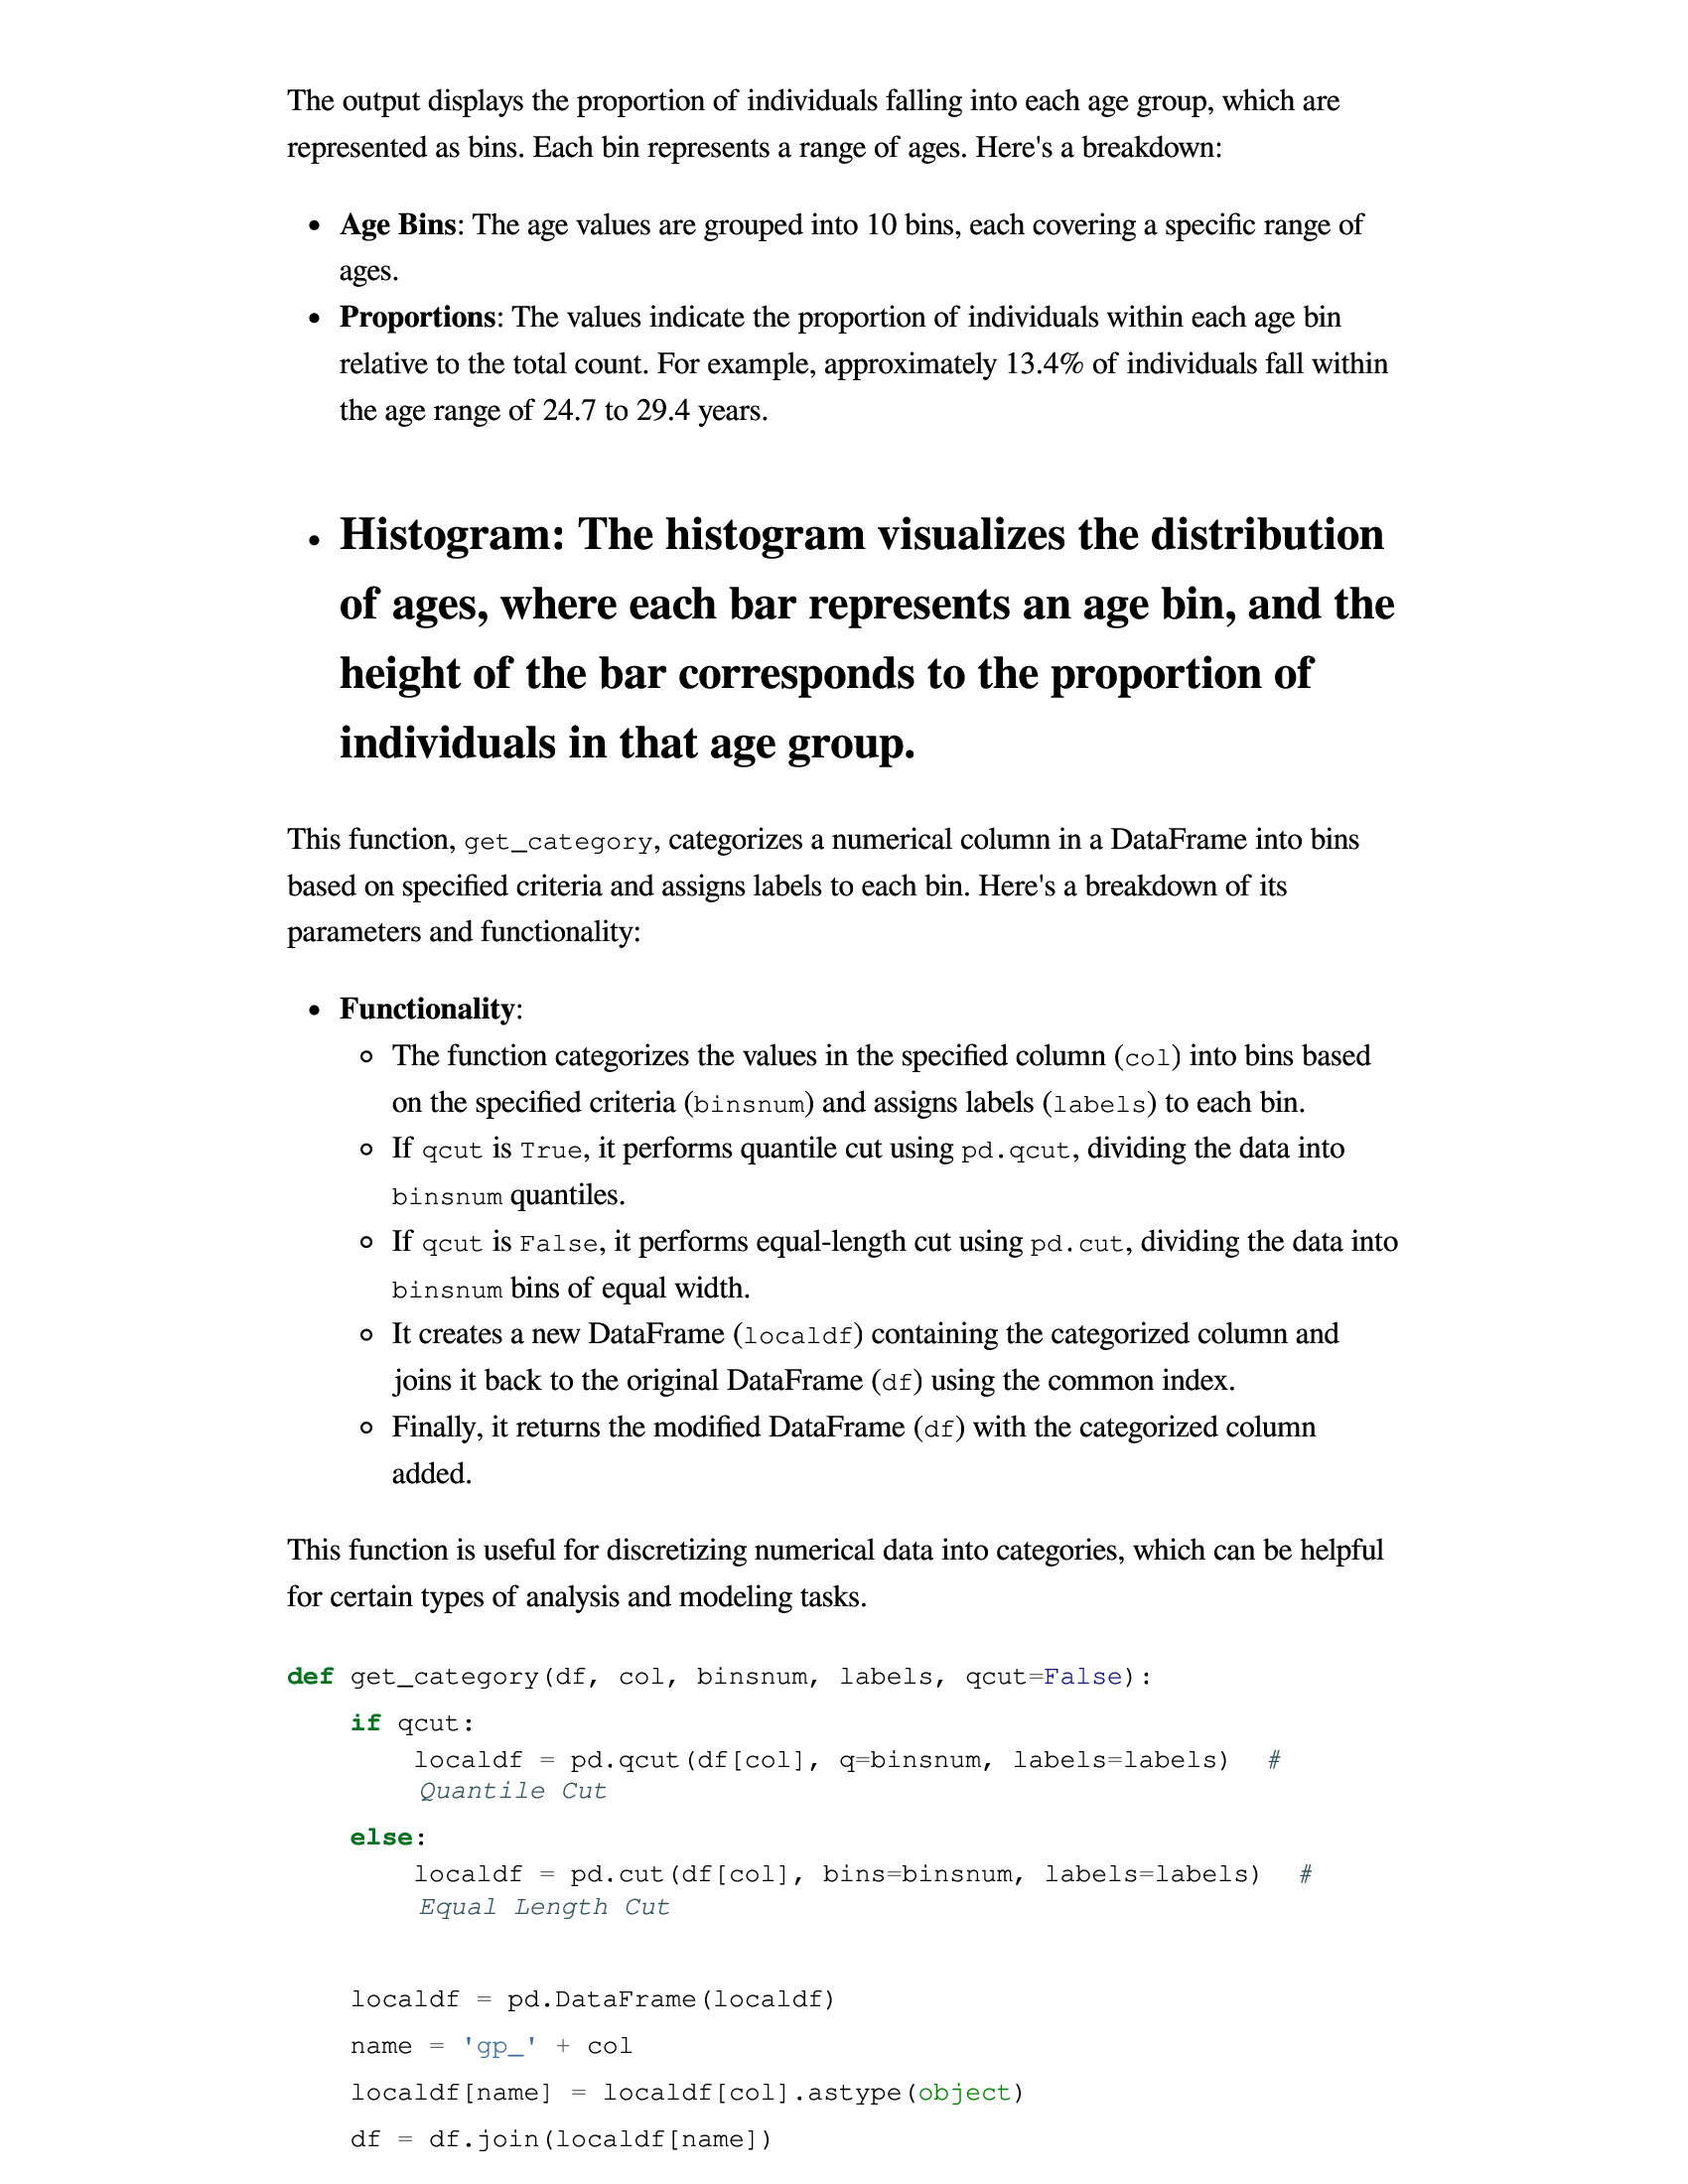 The output displays the proportion of individuals falling into each age group, which are
represented as bins. Each bin represents a range of ages. Here's a breakdown:
• Age Bins: The age values are grouped into 10 bins, each covering a specific range of
ages.
• Proportions: The values indicate the proportion of individuals within each age bin
relative to the total count. For example, approximately 13.4% of individuals fall within
the age range of 24.7 to 29.4 years.
• Histogram: The histogram visualizes the distribution
of ages, where each bar represents an age bin, and the
height of the bar corresponds to the proportion of
individuals in that age group.
This function, get_category, categorizes a numerical column in a DataFrame into bins
based on specified criteria and assigns labels to each bin. Here's a breakdown of its
parameters and functionality:
• Functionality:
◦ The function categorizes the values in the specified column (col) into bins based
on the specified criteria (binsnum) and assigns labels (labels) to each bin.
◦ If qcut is True, it performs quantile cut using pd.qcut, dividing the data into
binsnum quantiles.
◦ If qcut is False, it performs equal-length cut using pd.cut, dividing the data into
binsnum bins of equal width.
◦ It creates a new DataFrame (localdf) containing the categorized column and
joins it back to the original DataFrame (df) using the common index.
◦ Finally, it returns the modified DataFrame (df) with the categorized column
added.
This function is useful for discretizing numerical data into categories, which can be helpful
for certain types of analysis and modeling tasks.
def get_category(df, col, binsnum, labels, qcut=False):
    if qcut:
        localdf = pd.qcut(df[col], q=binsnum, labels=labels)  #
        Quantile Cut
    else:
        localdf = pd.cut(df[col], bins=binsnum, labels=labels)  #
        Equal Length Cut
    localdf = pd.DataFrame(localdf)
    name = 'gp_' + col
    localdf[name] = localdf[col].astype(object)
    df = df.join(localdf[name])